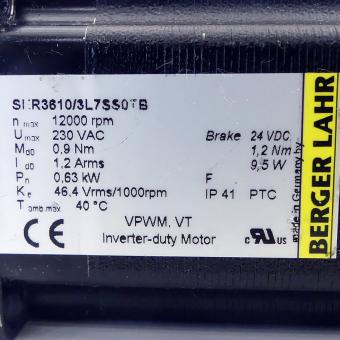 SER3610/3L7SS0TB
n max 12000 rpm
U max 230 VAC Brake 24 VDC
M d0 0,9 Nm 1,2 Nm
I d0 1,2 Arms 9,5 W
P n 0,63 kW F
K e 46,4 Vrms/1000rpm IP 41 PTC
T amb.max 40 °C
VPWM, VT
CE Inverter-duty Motor c RU us
BERGER LAHR
made in Germany by